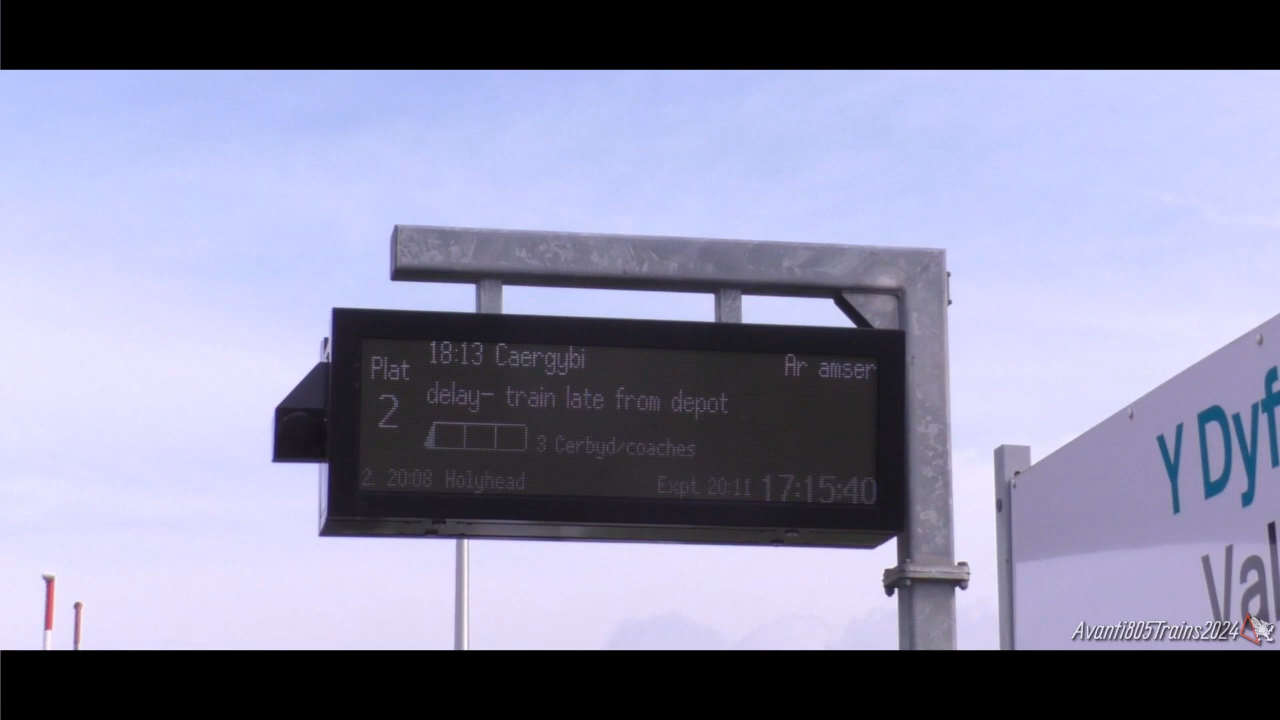 Plat
2
18:13 Caergybi Ar amser
delay- train late from depot
3 Cerbyd/coaches
2 20:08 Holyhead Expt 20:11 17:15:40
Y Dyf
Val
Avanti805Trains2024